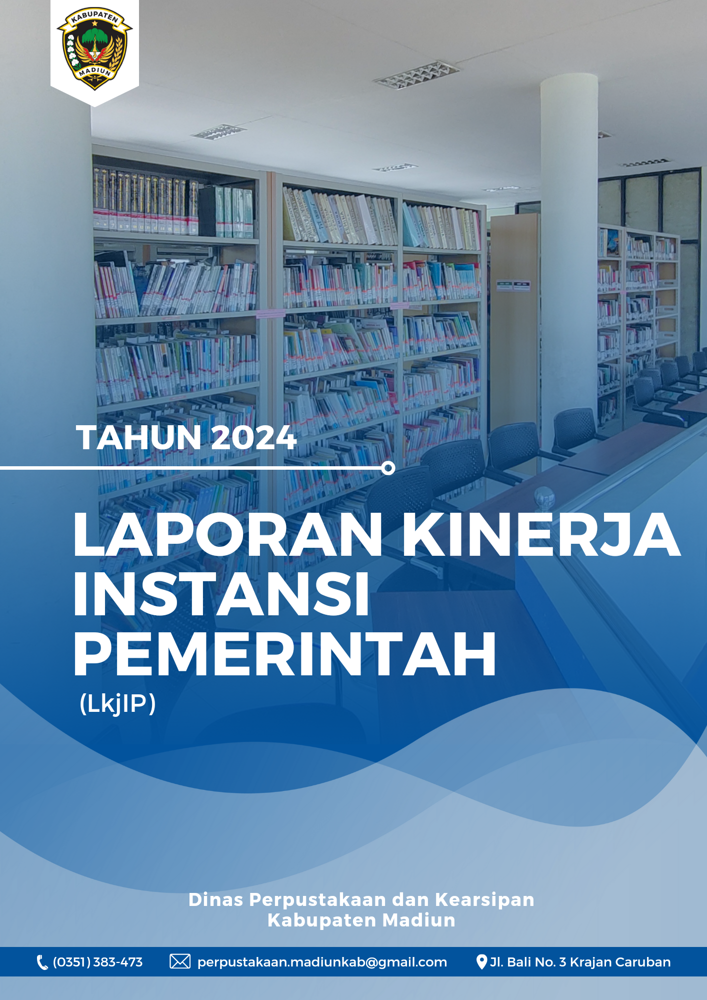 KABUPATEN
MADIUN
TAHUN 2024
LAPORAN KINERJA
INSTANSI
PEMERINTAH
(LkjIP)
Dinas Perpustakaan dan Kearsipan
Kabupaten Madiun
(0351) 383-473
perpustakaan.madiunkab@gmail.com
Jl. Bali No. 3 Krajan Caruban